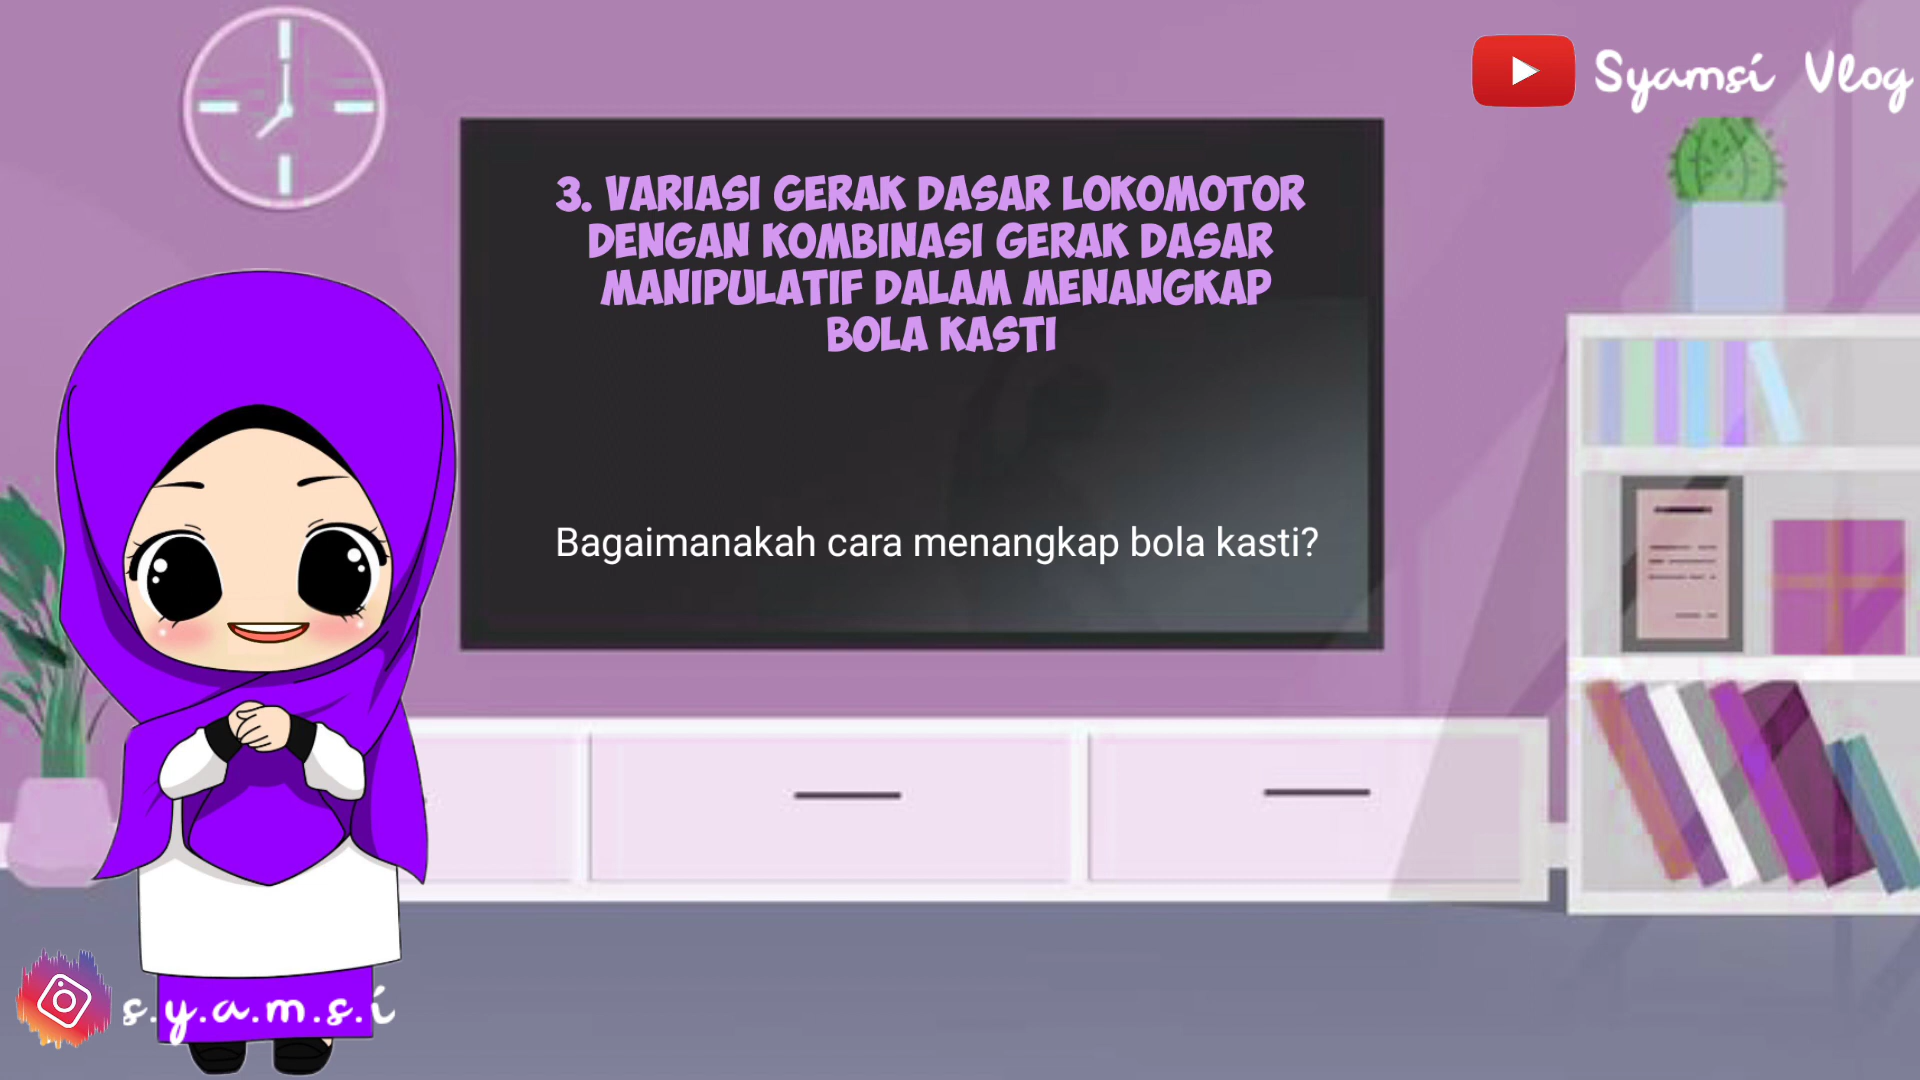 Syamsi Vlog
3. VARIASI GERAK DASAR LOKOMOTOR
DENGAN KOMBINASI GERAK DASAR
MANIPULATIF DALAM MENANGKAP
BOLA KASTI
Bagaimanakah cara menangkap bola kasti?
s.y.a.m.s.i